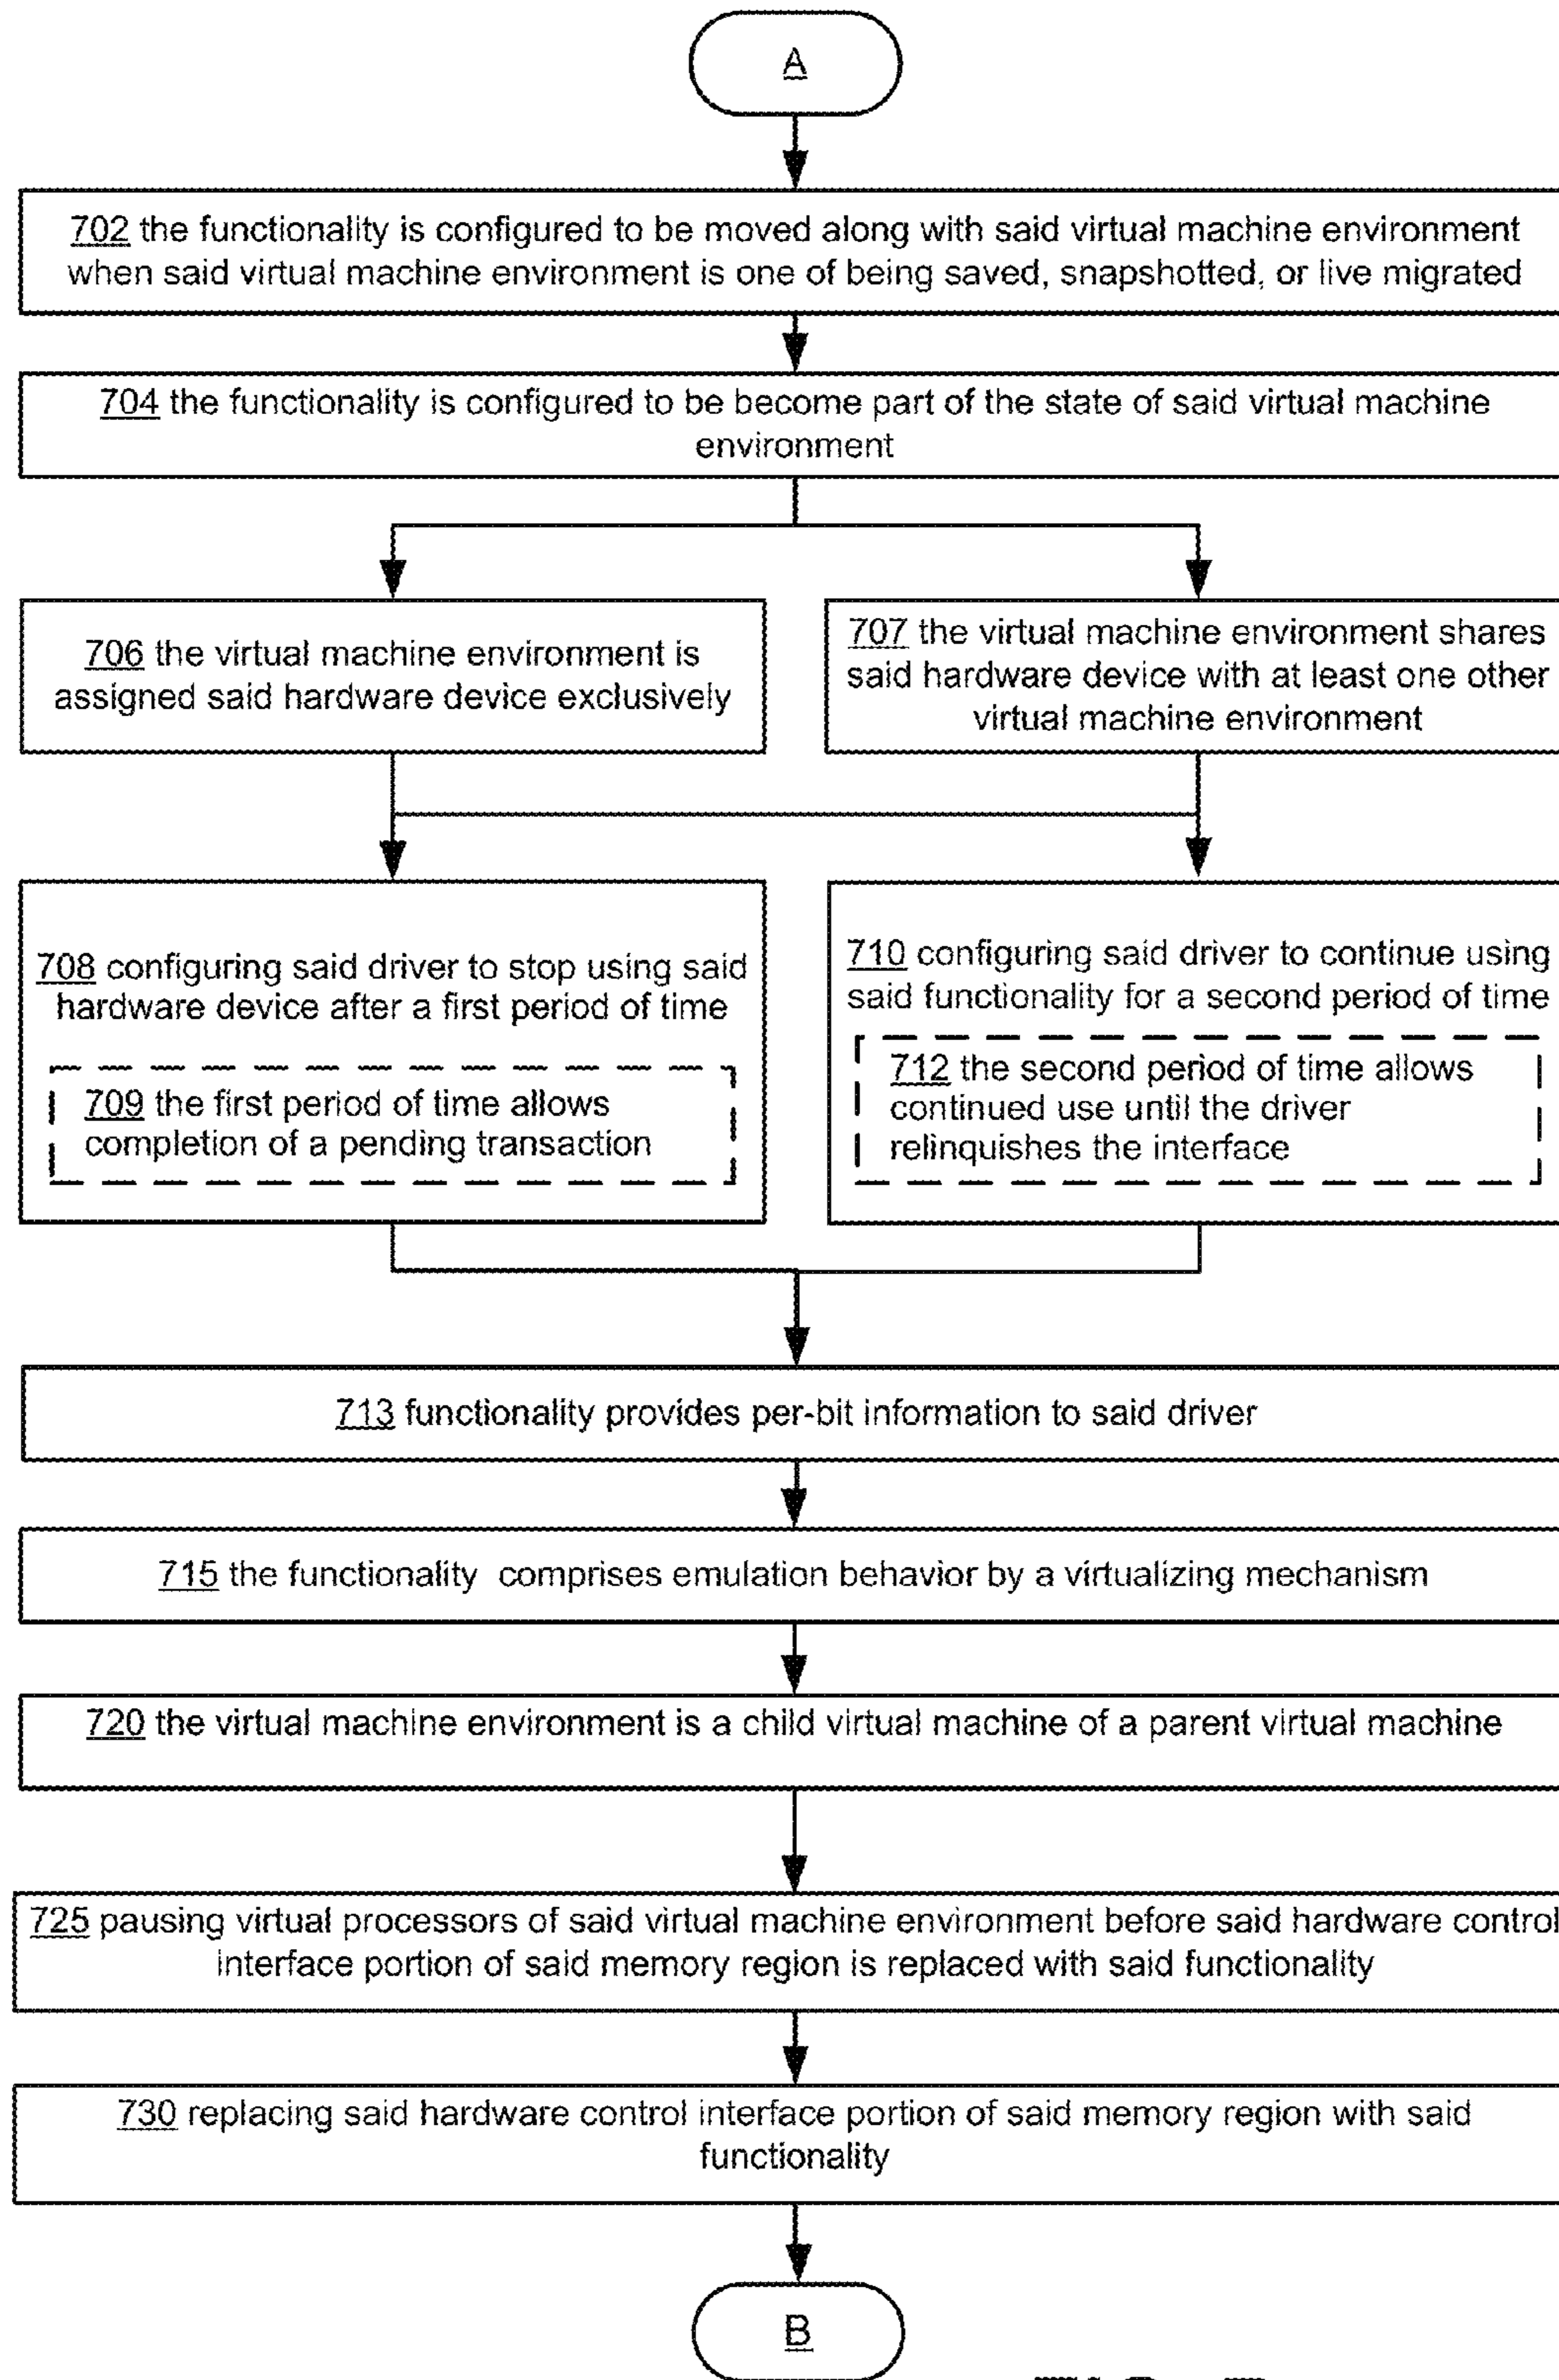 A
702 the functionality is configured to be moved along with said virtual machine environment
when said virtual machine environment is one of being saved, snapshotted, or live migrated
704 the functionality is configured to be become part of the state of said virtual machine
environment
706 the virtual machine environment is
assigned said hardware device exclusively
707 the virtual machine environment shares
said hardware device with at least one other
virtual machine environment
708 configuring said driver to stop using said
hardware device after a first period of time
709 the first period of time allows
completion of a pending transaction
710 configuring said driver to continue using
said functionality for a second period of time
712 the second period of time allows
continued use until the driver
relinquishes the interface
713 functionality provides per-bit information to said driver
715 the functionality comprises emulation behavior by a virtualizing mechanism
720 the virtual machine environment is a child virtual machine of a parent virtual machine
725 pausing virtual processors of said virtual machine environment before said hardware control
interface portion of said memory region is replaced with said functionality
730 replacing said hardware control interface portion of said memory region with said
functionality
B